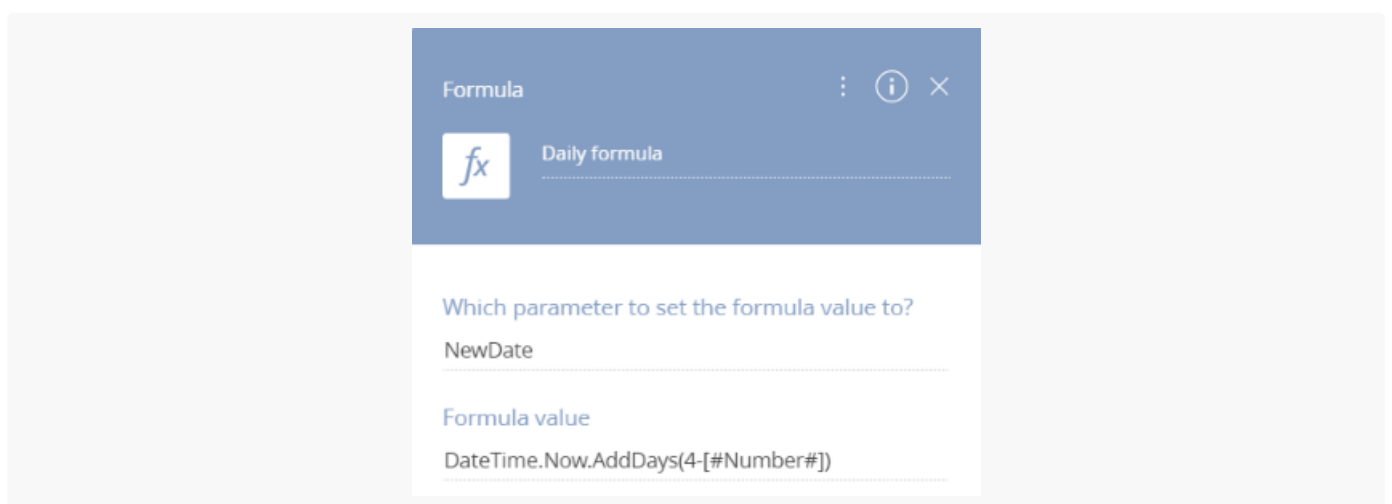 Formula
fx
Daily formula
Which parameter to set the formula value to?
NewDate
Formula value
DateTime.Now.AddDays(4-[#Number#])